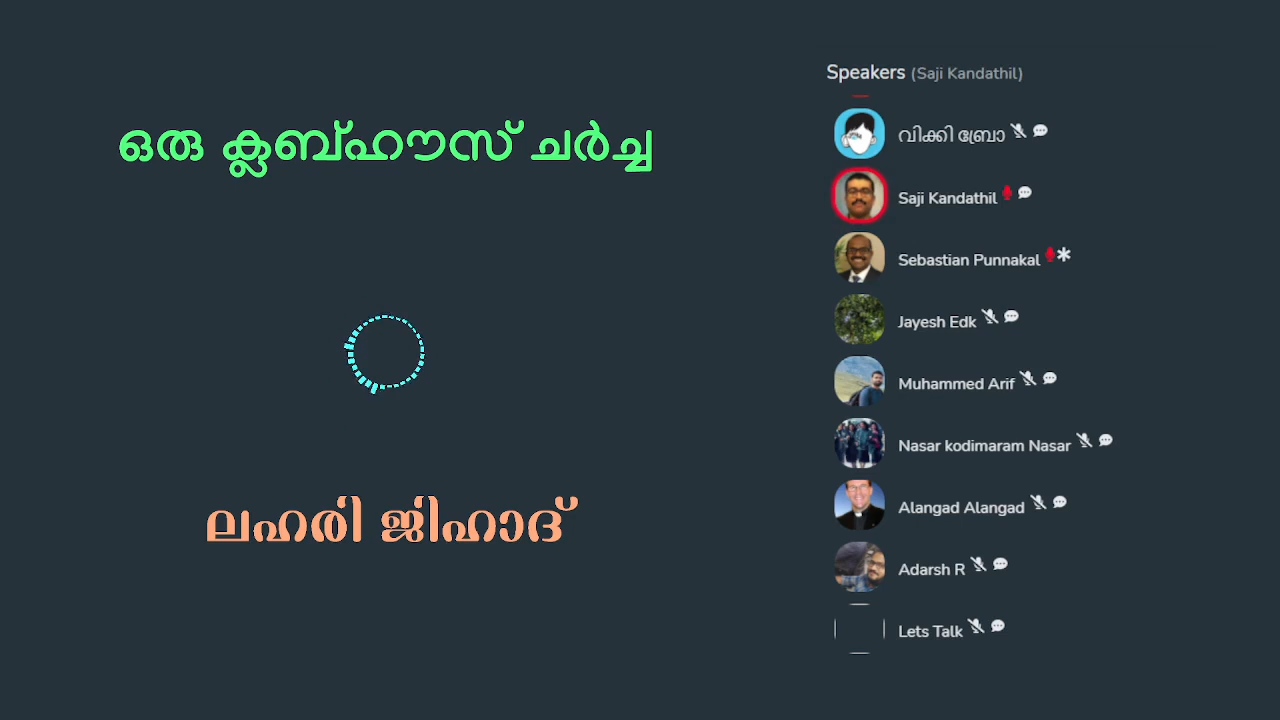 ഒരു ക്ലബ്ഹൗസ് ചർച്ച
ലഹരി ജിഹാദ്
Speakers (Saji Kandathil)
വിക്കി ബ്രോ
Saji Kandathil
Sebastian Punnakal
Jayesh Edk
Muhammed Arif
Nasar kodimaram Nasar
Alangad Alangad
Adarsh R
Lets Talk